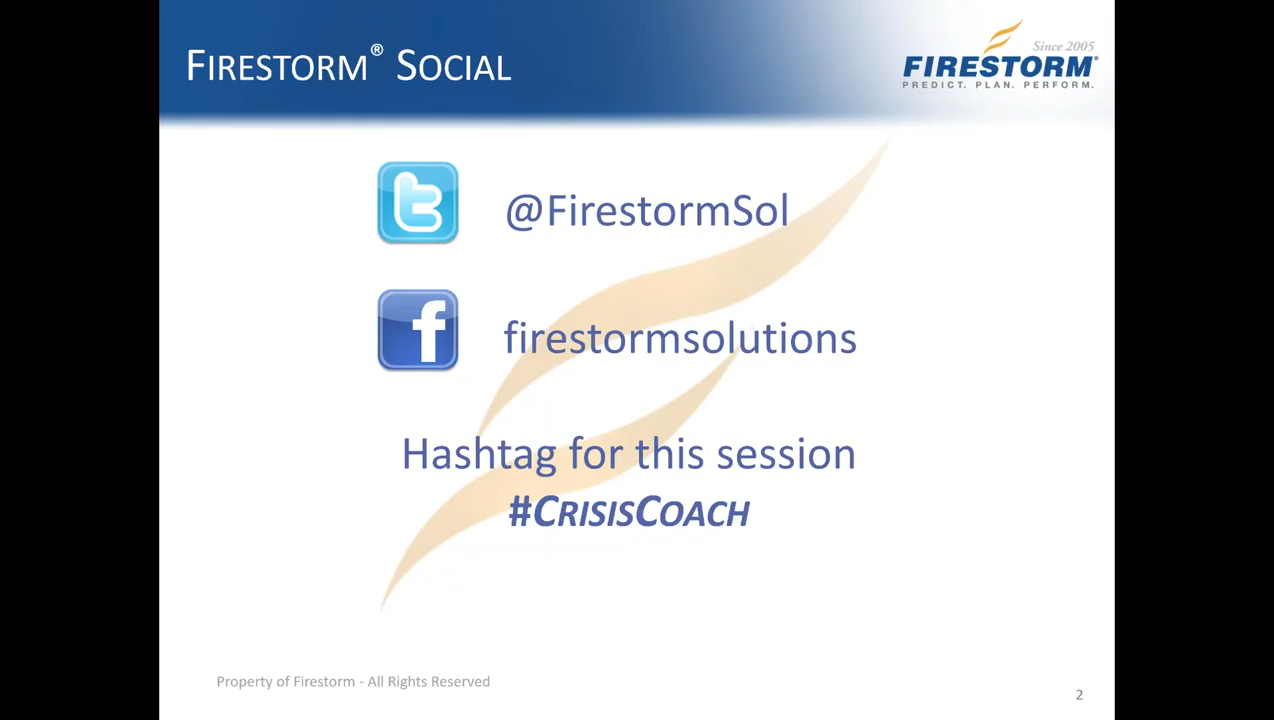 FIRESTORM® SOCIAL
Since 2005
FIRESTORM®
PREDICT. PLAN. PERFORM.
@FirestormSol
firestormsolutions
Hashtag for this session
#CRISISCOACH
Property of Firestorm - All Rights Reserved
2